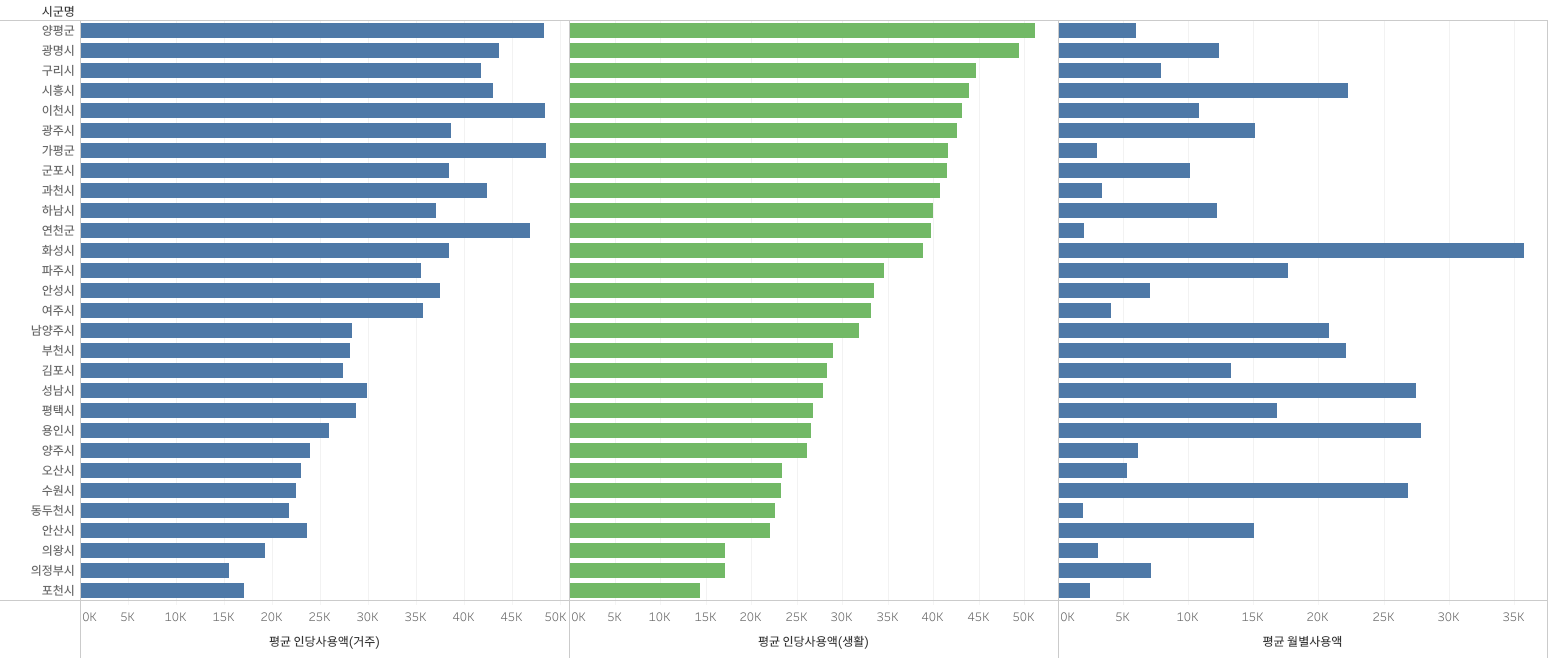 시군명
양평군
광명시
구리시
시흥시
이천시
광주시
가평군
군포시
과천시
하남시
연천군
화성시
파주시
안성시
여주시
남양주시
부천시
김포시
성남시
평택시
용인시
양주시
오산시
수원시
동두천시
안산시
의왕시
의정부시
포천시
0K 5K 10K 15K 20K 25K 30K 35K 40K 45K 50K 0K 5K 10K 15K 20K 25K 30K 35K 40K 45K 50K 0K 5K 10K 15K 20K 25K 30K 35K
평균 인당사용액(거주) 평균 인당사용액(생활) 평균 월별사용액